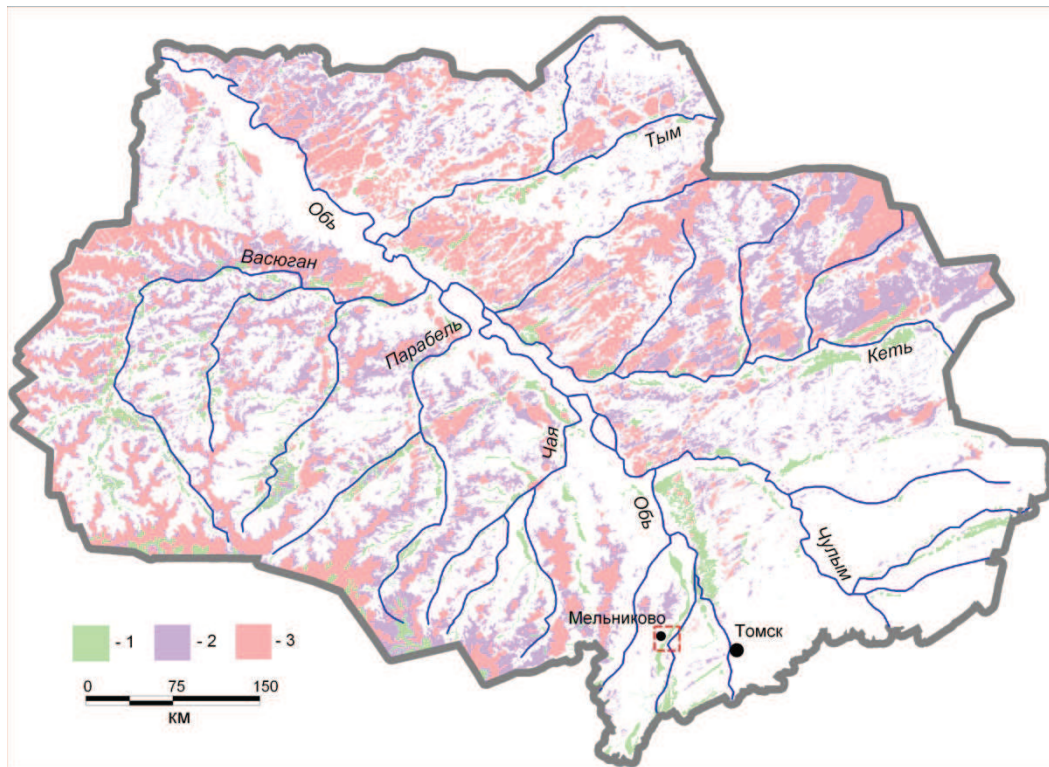 Тым
Обь
Васюган
Парабель
Кеть
Чая
Обь
Чулым
Мельниково
Томск
- 1 - 2 - 3
0 75 150
км